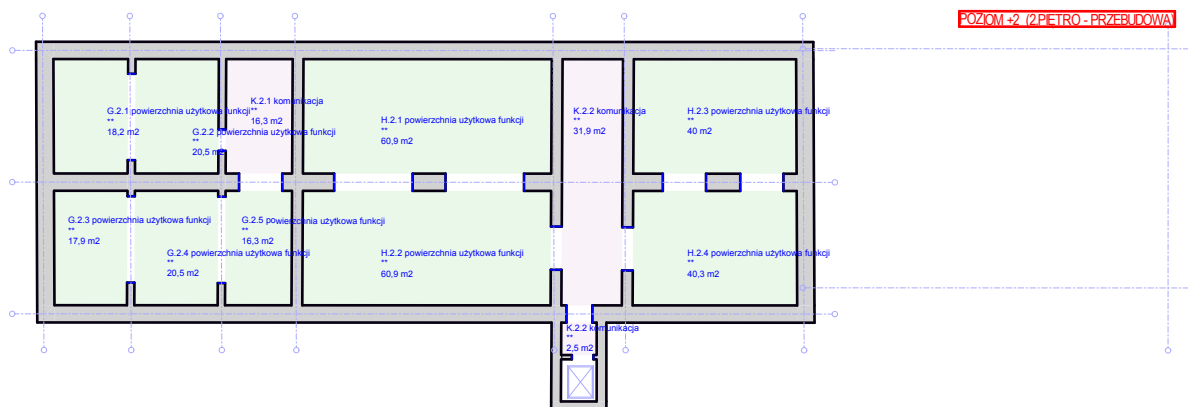 POZIOM +2 (2.PIĘTRO - PRZEBUDOWA)
G.2.1 powierzchnia użytkowa funkcji
**
18,2 m2
G.2.2 powierzchnia użytkowa funkcji
**
20,5 m2
K.2.1 komunikacja
**
16,3 m2
H.2.1 powierzchnia użytkowa funkcji
**
60,9 m2
K.2.2 komunikacja
**
31,9 m2
H.2.3 powierzchnia użytkowa funkcji
**
40 m2
G.2.3 powierzchnia użytkowa funkcji
**
17,9 m2
G.2.4 powierzchnia użytkowa funkcji
**
20,5 m2
G.2.5 powierzchnia użytkowa funkcji
**
16,3 m2
H.2.2 powierzchnia użytkowa funkcji
**
60,9 m2
H.2.4 powierzchnia użytkowa funkcji
**
40,3 m2
K.2.2 komunikacja
**
2,5 m2